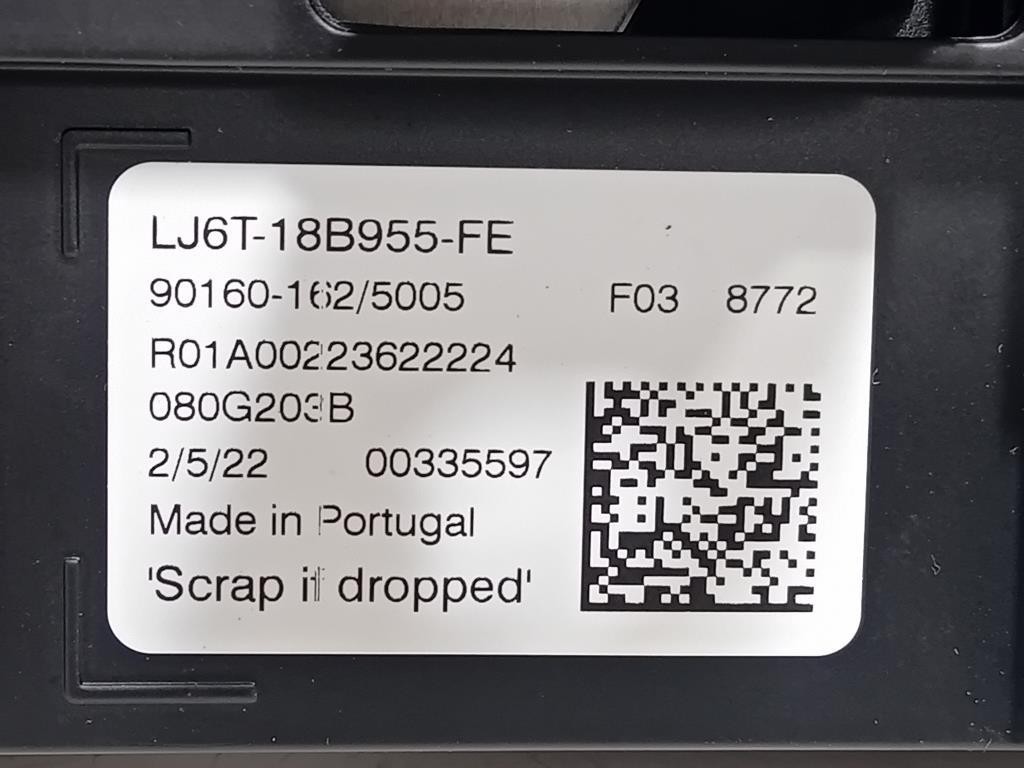 LJ6T-18B955-FE
90160-162/5005 F03 8772
R01A00223622224
080G203B
2/5/22 00335597
Made in Portugal
'Scrap if dropped'